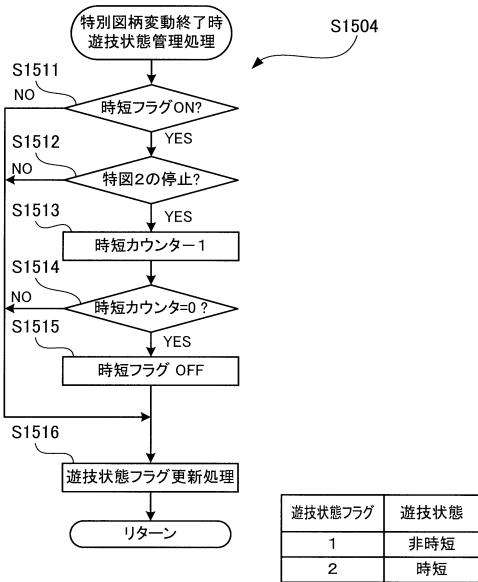 特別図柄変動終了時
遊技状態管理処理
S1504
S1511
NO
時短フラグON?
YES
S1512
NO
特図2の停止?
YES
S1513
時短カウンター1
S1514
NO
時短カウンタ=0?
YES
S1515
時短フラグ OFF
S1516
遊技状態フラグ更新処理
リターン
遊技状態フラグ 遊技状態
1 非時短
2 時短